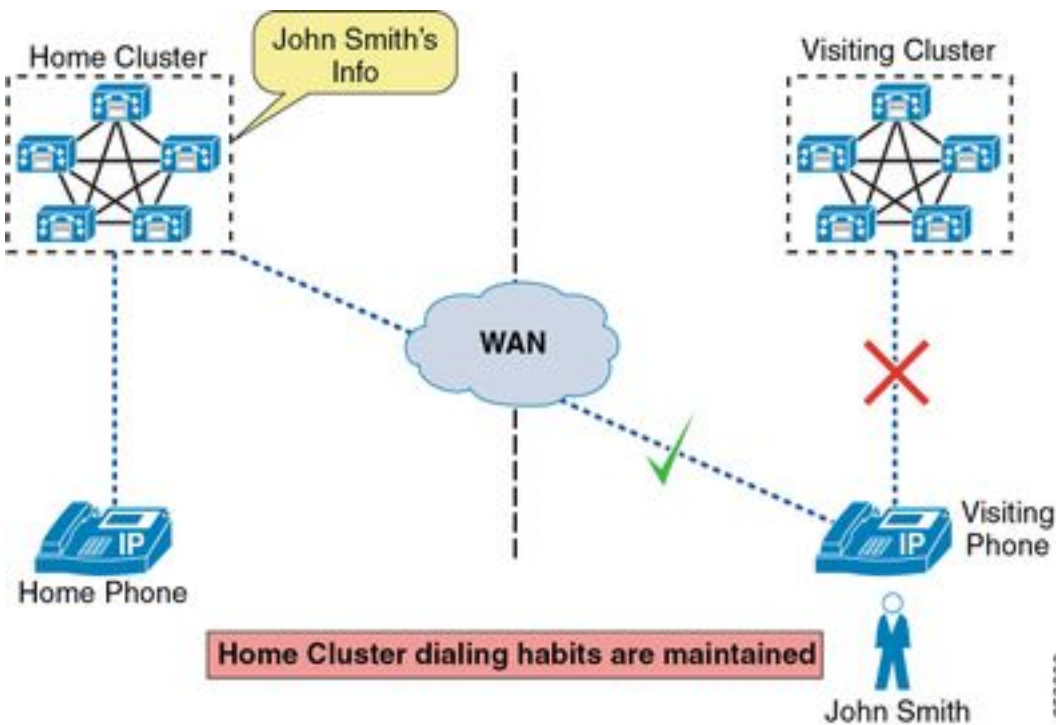 Home Cluster
John Smith's
Info
Visiting Cluster
WAN
IP
Home Phone
IP
Visiting
Phone
Home Cluster dialing habits are maintained
John Smith